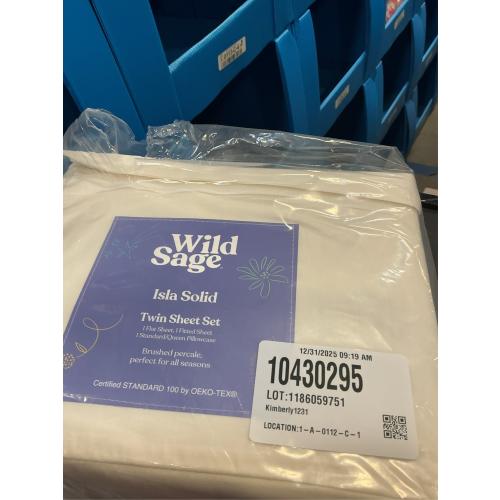 Wild
Sage
Isla Solid
Twin Sheet Set
1 Flat Sheet, 1 Fitted Sheet
1 Standard/Queen Pillowcase
Brushed percale,
perfect for all seasons
Certified STANDARD 100 by OEKO-TEX®
12/31/2025 09:19 AM
10430295
LOT:1186059751
Kimberly1231
LOCATION:1-A-0112-C-1